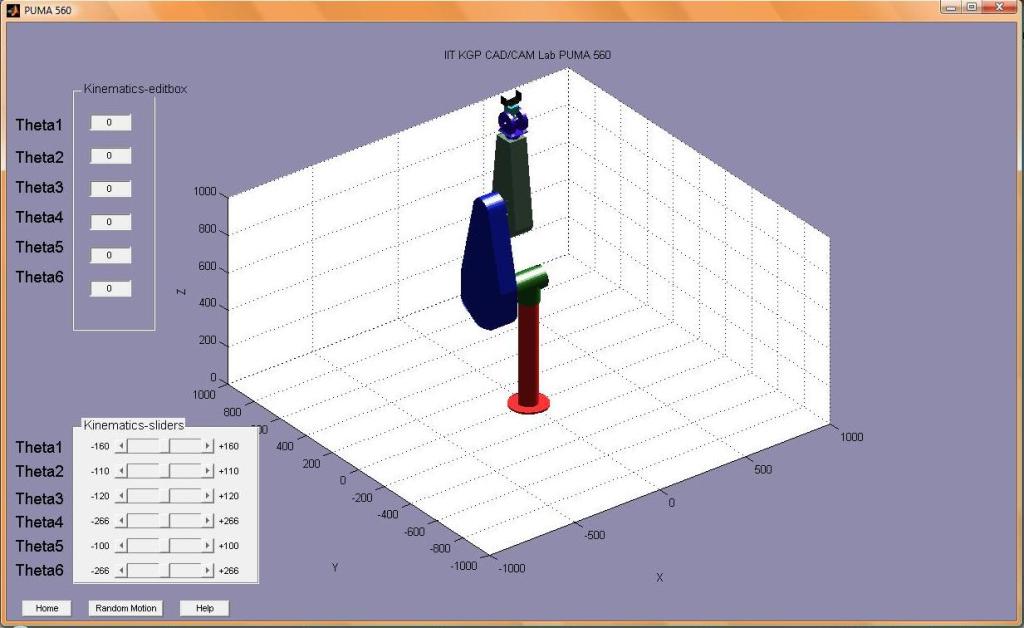 PUMA 560
IIT KGP CAD/CAM Lab PUMA 560
Kinematics-editbox
Theta1 0
Theta2 0
Theta3 0
Theta4 0
Theta5 0
Theta6 0
1000
800
600
400
200
0
Z
1000
800
400
200
0
-200
-400
-600
-800
-1000
Y
-1000
-500
0
500
1000
X
Kinematics-sliders
Theta1 -160 +160
Theta2 -110 +110
Theta3 -120 +120
Theta4 -266 +266
Theta5 -100 +100
Theta6 -266 +266
Home Random Motion Help